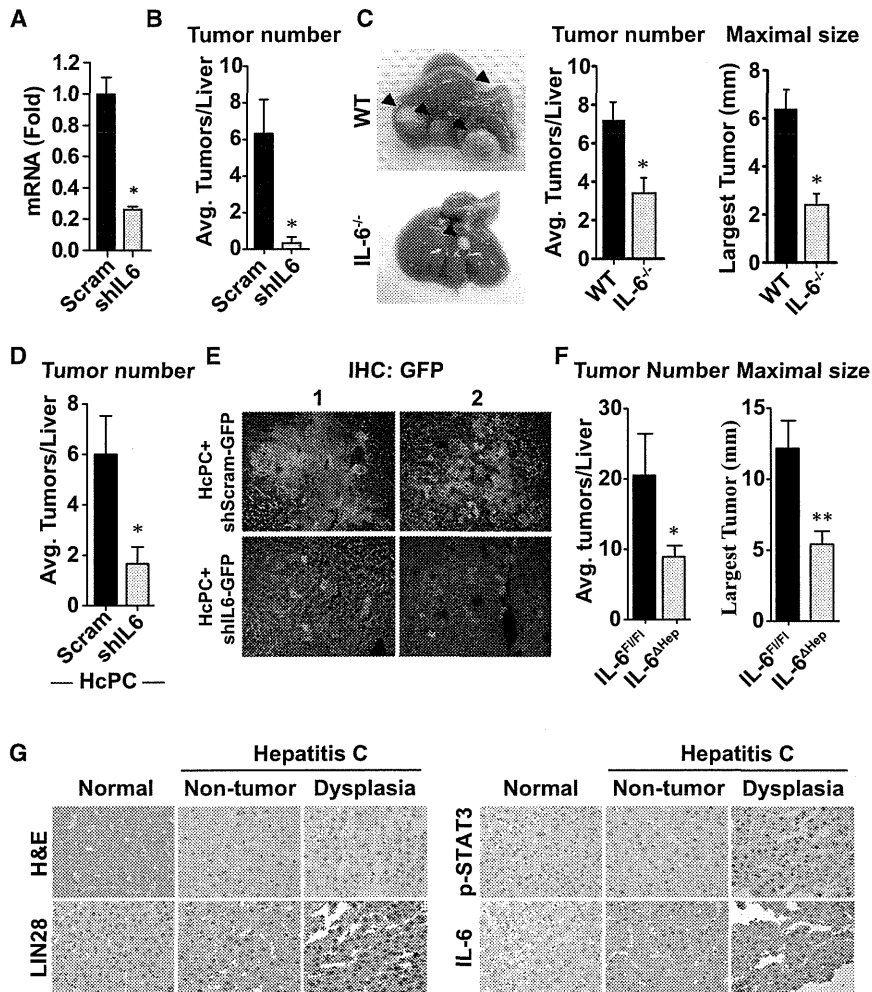 A
mRNA (Fold)
1.2
1.0
0.8
0.6
0.4
0.2
0.0
*
Scram
shIL6
B
Tumor number
Avg. Tumors/Liver
10
8
6
4
2
0
*
Scram
shIL6
C
WT
IL-6-/-
Tumor number
Avg. Tumors/Liver
10
8
6
4
2
0
*
WT
IL-6-/-
Maximal size
Largest Tumor (mm)
8
6
4
2
0
*
WT
IL-6-/-
D
Tumor number
Avg. Tumors/Liver
8
6
4
2
0
*
Scram
shIL6
HcPC
E
IHC: GFP
1 2
HcPC+
shScram-GFP
HcPC+
shIL6-GFP
F
Tumor Number
Avg. tumors/Liver
30
20
10
0
*
IL-6Fl/Fl
IL-6ΔHep
Maximal size
Largest Tumor (mm)
15
10
5
0
**
IL-6Fl/Fl
IL-6ΔHep
G
Hepatitis C
Normal Non-tumor Dysplasia
H&E
LIN28
Hepatitis C
Normal Non-tumor Dysplasia
p-STAT3
IL-6